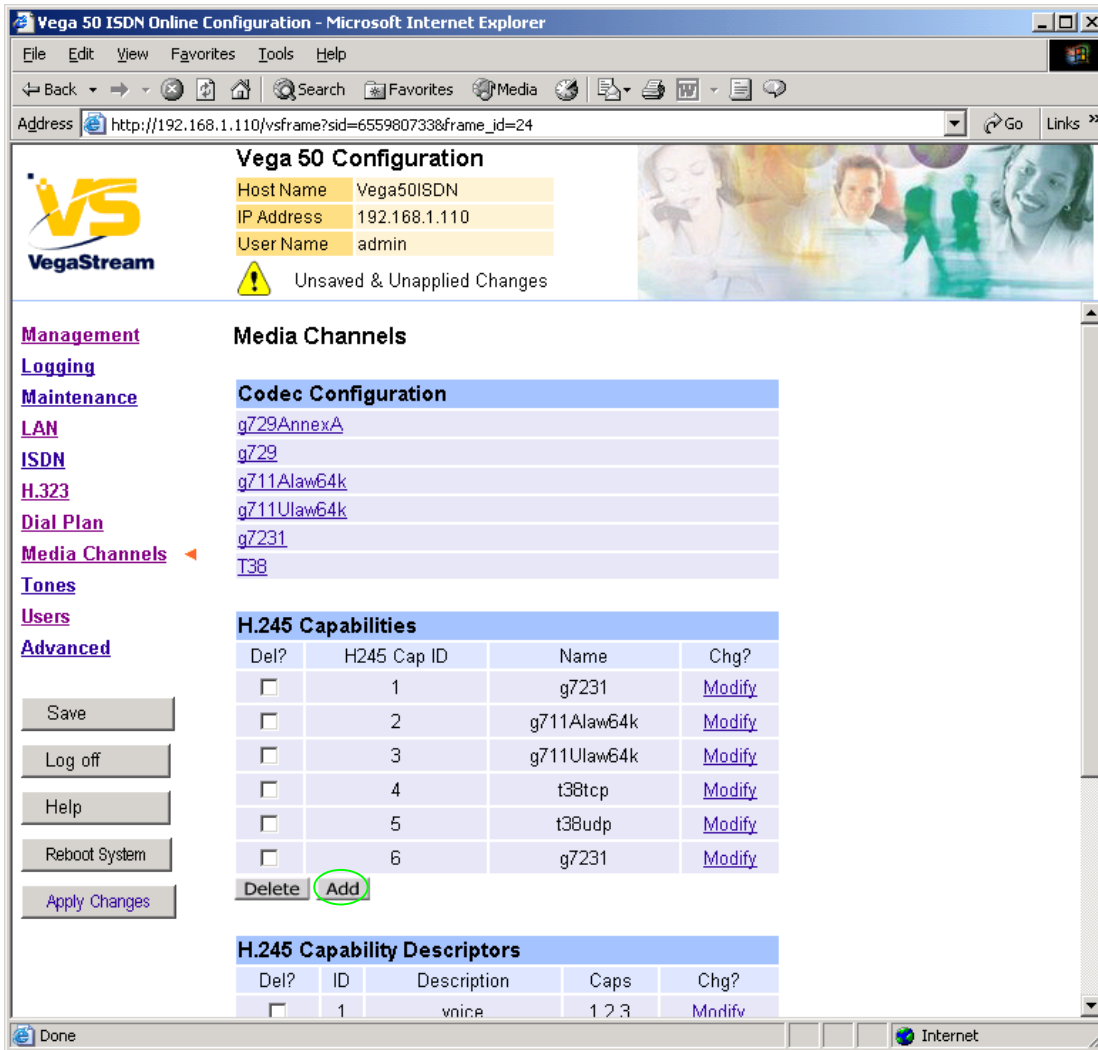 Vega 50 ISDN Online Configuration - Microsoft Internet Explorer
File Edit View Favorites Tools Help
Back Search Favorites Media
Address http://192.168.1.110/vsframe?sid=655980733&frame_id=24 Go Links »
VS
VegaStream
Vega 50 Configuration
Host Name Vega50ISDN
IP Address 192.168.1.110
User Name admin
Unsaved & Unapplied Changes
Management
Logging
Maintenance
LAN
ISDN
H.323
Dial Plan
Media Channels
Tones
Users
Advanced
Save
Log off
Help
Reboot System
Apply Changes
Media Channels
Codec Configuration
g729AnnexA
g729
g711Alaw64k
g711Ulaw64k
g7231
T38
H.245 Capabilities
Del? H245 Cap ID Name Chg?
1 g7231 Modify
2 g711Alaw64k Modify
3 g711Ulaw64k Modify
4 t38tcp Modify
5 t38udp Modify
6 g7231 Modify
Delete Add
H.245 Capability Descriptors
Del? ID Description Caps Chg?
1 voice 1 2 3 Modify
Done Internet